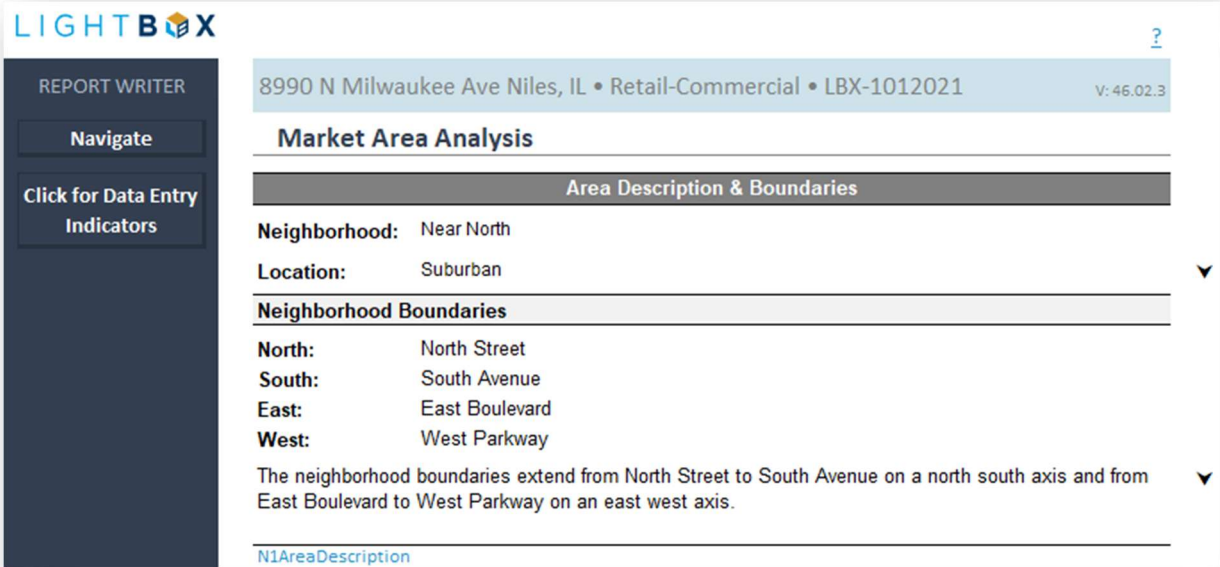 LIGHTBOX
?
REPORT WRITER
8990 N Milwaukee Ave Niles, IL • Retail-Commercial • LBX-1012021
V: 46.02.3
Navigate
Market Area Analysis
Click for Data Entry
Indicators
Area Description & Boundaries
Neighborhood: Near North
Location: Suburban
Neighborhood Boundaries
North: North Street
South: South Avenue
East: East Boulevard
West: West Parkway
The neighborhood boundaries extend from North Street to South Avenue on a north south axis and from
East Boulevard to West Parkway on an east west axis.
N1AreaDescription